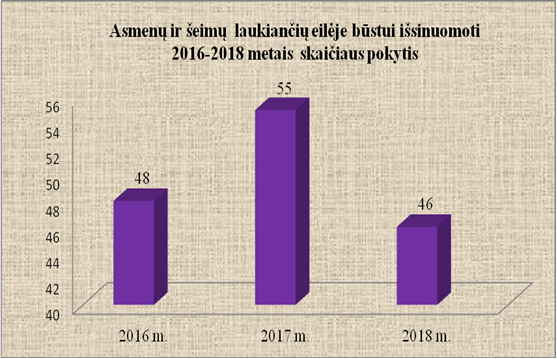 Asmenų ir šeimų laukiančių eilėje būstui išsinuomoti
2016-2018 metais skaičiaus pokytis
56
54
52
50
48
46
44
42
40
48
55
46
2016 m.
2017 m.
2018 m.